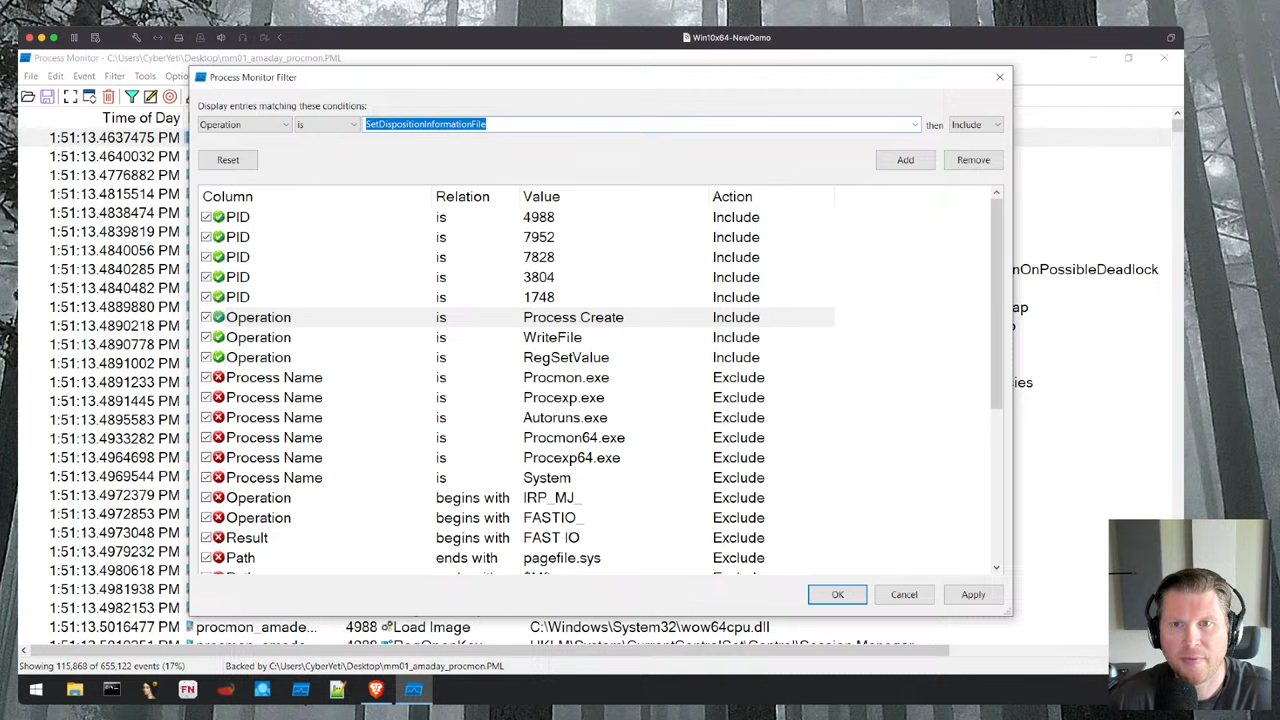 Win10x64-NewDemo
Process Monitor - C:\Users\CyberYeti\Desktop\mm01_amaday_procmon.PML
File Edit Event Filter Tools Optio
Process Monitor Filter
Display entries matching these conditions:
Operation is SetDispositionInformationFile then Include
Reset Add Remove
Column Relation Value Action
PID is 4988 Include
PID is 7952 Include
PID is 7828 Include
PID is 3804 Include
PID is 1748 Include
Operation is Process Create Include
Operation is WriteFile Include
Operation is RegSetValue Include
Process Name is Procmon.exe Exclude
Process Name is Procexp.exe Exclude
Process Name is Autoruns.exe Exclude
Process Name is Procmon64.exe Exclude
Process Name is Procexp64.exe Exclude
Process Name is System Exclude
Operation begins with IRP_MJ_ Exclude
Operation begins with FASTIO_ Exclude
Result begins with FAST IO Exclude
Path ends with pagefile.sys Exclude
OK Cancel Apply
Time of Day
1:51:13.4637475 PM
1:51:13.4640032 PM
1:51:13.4776882 PM
1:51:13.4815514 PM
1:51:13.4838474 PM
1:51:13.4839819 PM
1:51:13.4840056 PM
1:51:13.4840285 PM nOnPossibleDeadlock
1:51:13.4840482 PM
1:51:13.4889880 PM ap
1:51:13.4890218 PM
1:51:13.4890778 PM
1:51:13.4891002 PM
1:51:13.4891233 PM cies
1:51:13.4891445 PM
1:51:13.4895583 PM
1:51:13.4933282 PM
1:51:13.4964698 PM
1:51:13.4969544 PM
1:51:13.4972379 PM
1:51:13.4972853 PM
1:51:13.4973048 PM
1:51:13.4979232 PM
1:51:13.4980618 PM
1:51:13.4981938 PM
1:51:13.4982153 PM
1:51:13.5016477 PM procmon_amade... 4988 Load Image C:\Windows\System32\wow64cpu.dll
Showing 115,868 of 655,122 events (17%) Backed by C:\Users\CyberYeti\Desktop\mm01_amaday_procmon.PML
FN